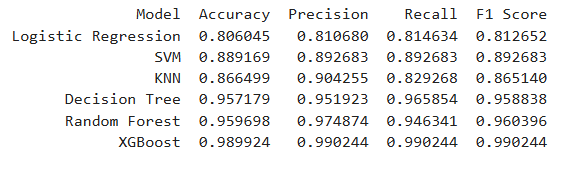 Model Accuracy Precision Recall F1 Score
Logistic Regression 0.806045 0.810680 0.814634 0.812652
SVM 0.889169 0.892683 0.892683 0.892683
KNN 0.866499 0.904255 0.829268 0.865140
Decision Tree 0.957179 0.951923 0.965854 0.958838
Random Forest 0.959698 0.974874 0.946341 0.960396
XGBoost 0.989924 0.990244 0.990244 0.990244